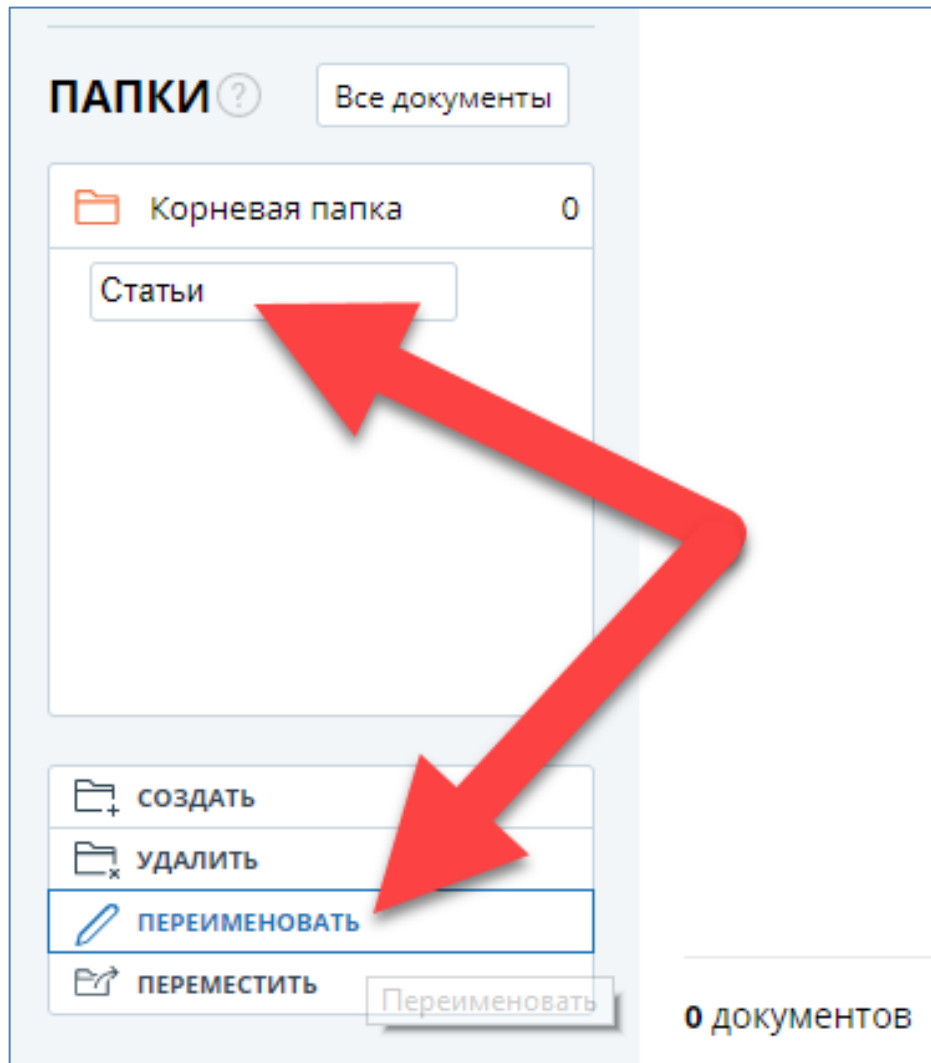 ПАПКИ ? Все документы
Корневая папка 0
Статьи
СОЗДАТЬ
УДАЛИТЬ
ПЕРЕИМЕНОВАТЬ
ПЕРЕМЕСТИТЬ
Переименовать
0 документов